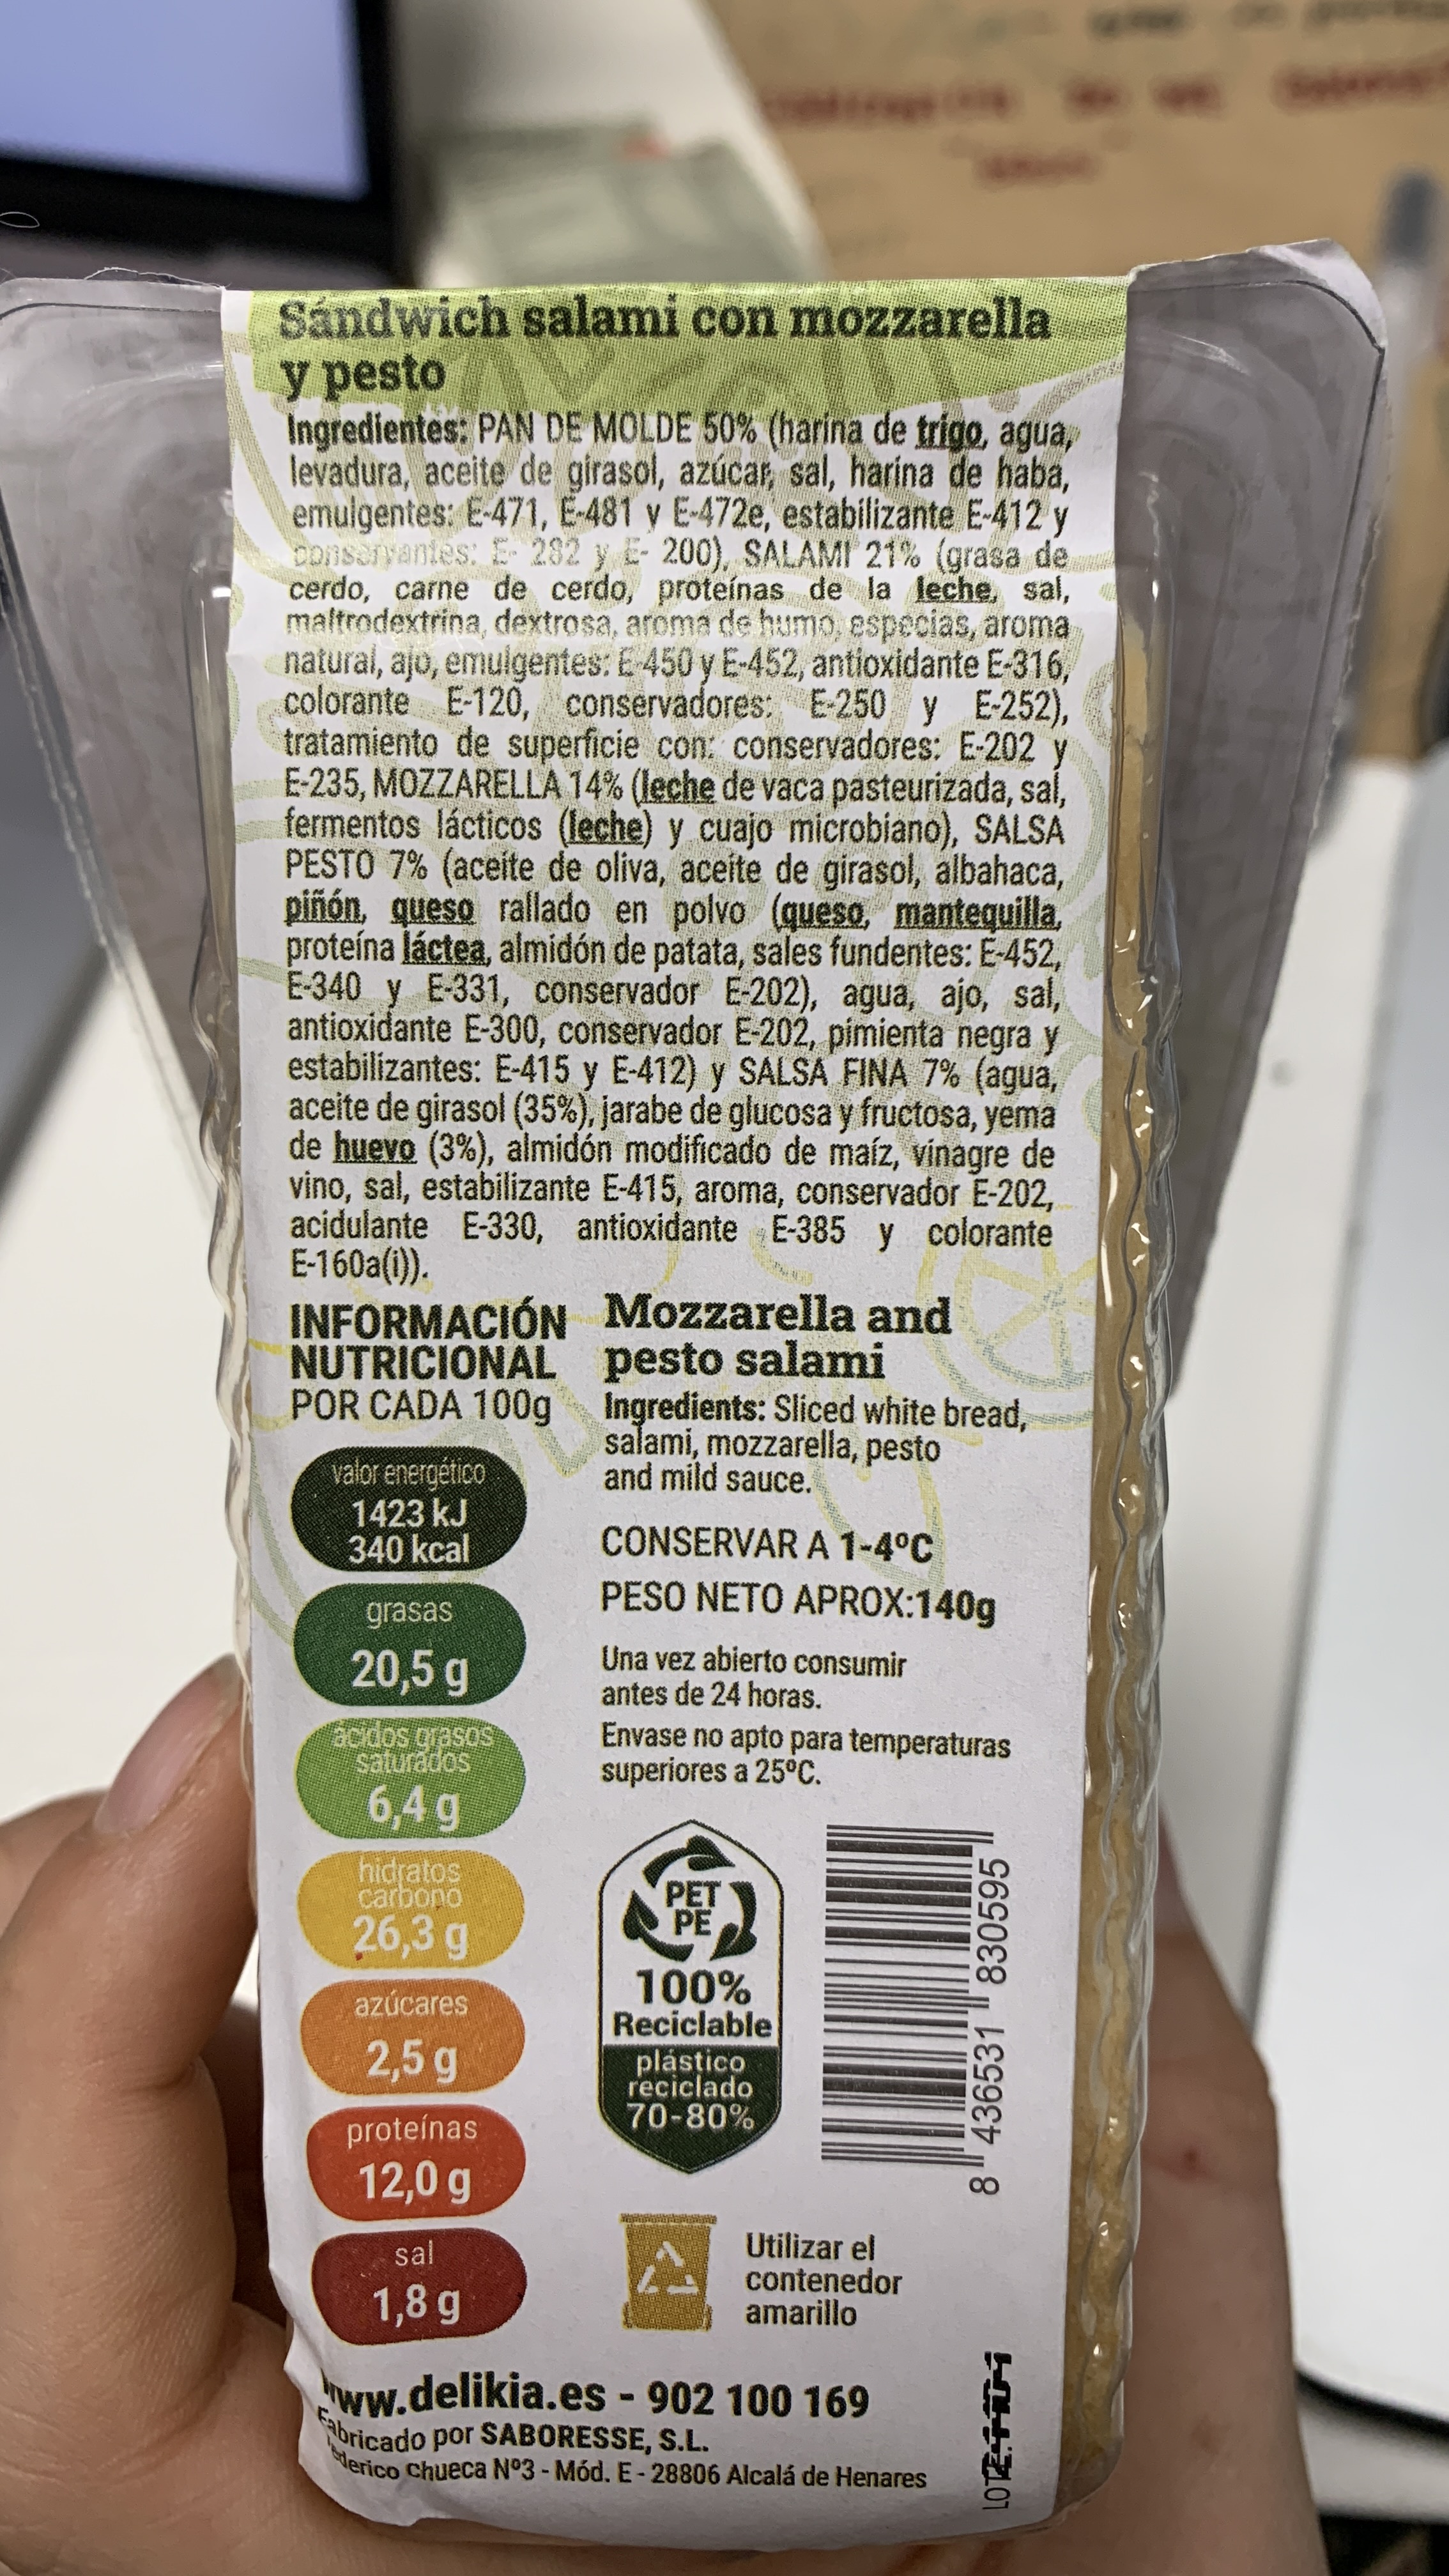 Sándwich salami con mozzarella
y pesto
Ingredientes: PAN DE MOLDE 50% (harina de trigo, agua,
levadura, aceite de girasol, azúcar, sal, harina de haba,
emulgentes: E-471, E-481 y E-472e, estabilizante E-412 y
conservantes: E- 282 y E- 200), SALAMI 21% (grasa de
cerdo, carne de cerdo, proteínas de la leche, sal,
maltrodextrina, dextrosa, aroma de humo, especias, aroma
natural, ajo, emulgentes: E-450 y E-452, antioxidante E-316,
colorante E-120, conservadores: E-250 y E-252),
tratamiento de superficie con: conservadores: E-202 y
E-235, MOZZARELLA 14% (leche de vaca pasteurizada, sal,
fermentos lácticos (leche) y cuajo microbiano), SALSA
PESTO 7% (aceite de oliva, aceite de girasol, albahaca,
piñón, queso rallado en polvo (queso, mantequilla,
proteína láctea, almidón de patata, sales fundentes: E-452,
E-340 y E-331, conservador E-202), agua, ajo, sal,
antioxidante E-300, conservador E-202, pimienta negra y
estabilizantes: E-415 y E-412) y SALSA FINA 7% (agua,
aceite de girasol (35%), jarabe de glucosa y fructosa, yema
de huevo (3%), almidón modificado de maíz, vinagre de
vino, sal, estabilizante E-415, aroma, conservador E-202,
acidulante E-330, antioxidante E-385 y colorante
E-160a(i)).
INFORMACIÓN
NUTRICIONAL
POR CADA 100g
valor energético
1423 kJ
340 kcal
grasas
20,5 g
ácidos grasos
saturados
6,4 g
hidratos
carbono
26,3 g
azúcares
2,5 g
proteínas
12,0 g
sal
1,8 g
Mozzarella and
pesto salami
Ingredients: Sliced white bread,
salami, mozzarella, pesto
and mild sauce.
CONSERVAR A 1-4ºC
PESO NETO APROX:140g
Una vez abierto consumir
antes de 24 horas.
Envase no apto para temperaturas
superiores a 25ºC.
PET
PE
100%
Reciclable
plástico
reciclado
70-80%
8 436531 830595
Utilizar el
contenedor
amarillo
www.delikia.es - 902 100 169
Fabricado por SABORESSE, S.L.
Federico Chueca Nº3 - Mód. E - 28806 Alcalá de Henares